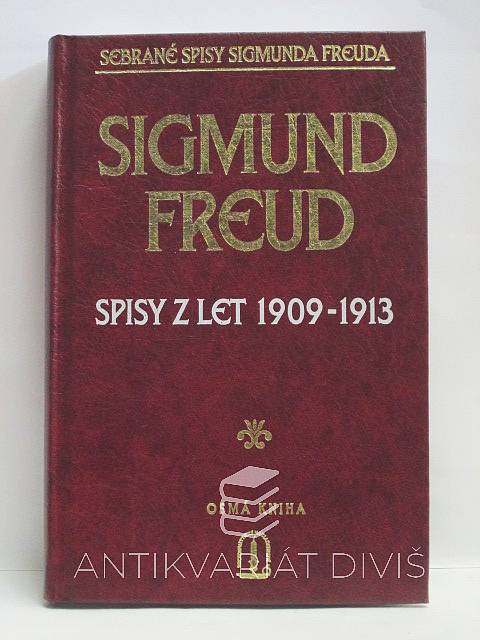 SEBRANÉ SPISY SIGMUNDA FREUDA
SIGMUND
FREUD
SPISY Z LET 1909-1913
OSMÁ KNIHA
ANTIKVARIÁT DIVIŠ